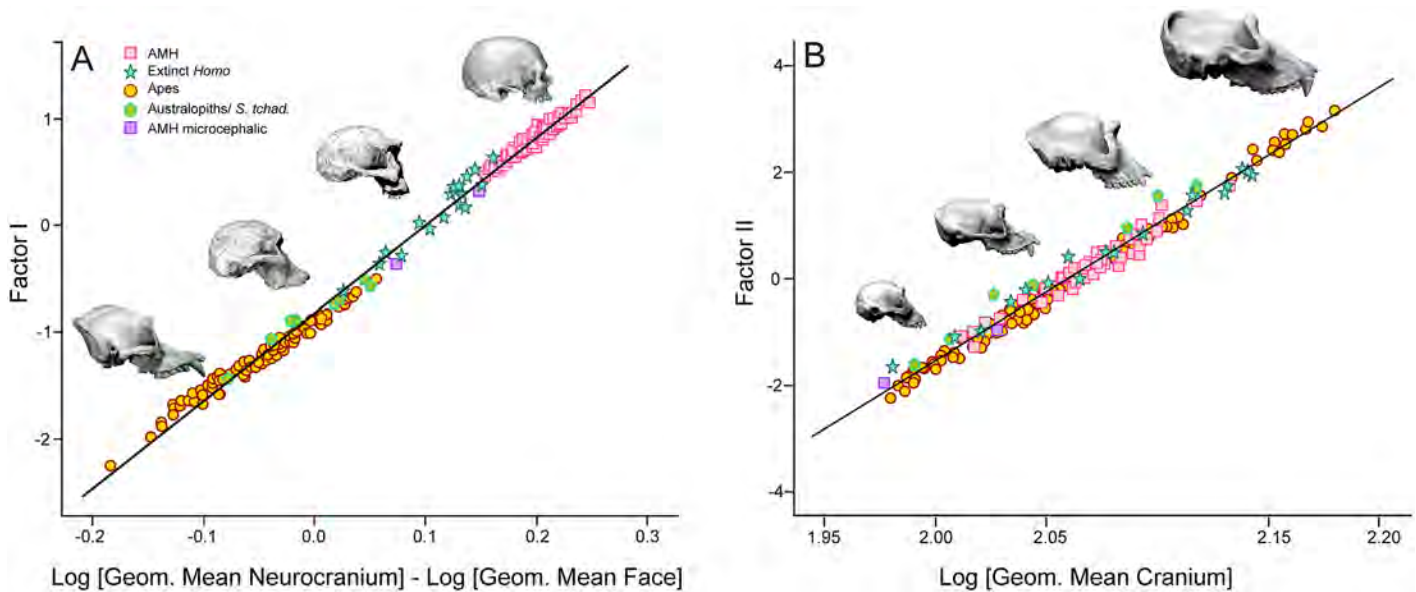 A
AMH
Extinct Homo
Apes
Australopiths/ S. tchad.
AMH microcephalic
Factor I
1
0
-1
-2
-0.2
-0.1
0.0
0.1
0.2
0.3
Log [Geom. Mean Neurocranium] - Log [Geom. Mean Face]
B
Factor II
4
2
0
-2
-4
1.95
2.00
2.05
2.15
2.20
Log [Geom. Mean Cranium]